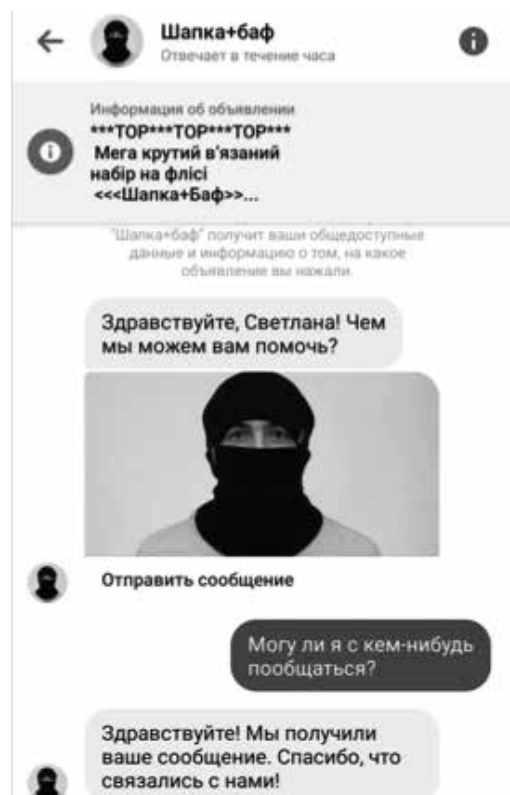 Шапка+баф
Отвечает в течение часа
Информация об объявлении
***TOP***TOP***TOP***
Мега крутий в'язаний
набір на флісі
<<<Шапка+Баф>>>...
"Шапка+баф" получит ваши общедоступные
данные и информацию о том, на какое
объявление вы нажали.
Здравствуйте, Светлана! Чем
мы можем вам помочь?
Отправить сообщение
Могу ли я с кем-нибудь
пообщаться?
Здравствуйте! Мы получили
ваше сообщение. Спасибо, что
связались с нами!